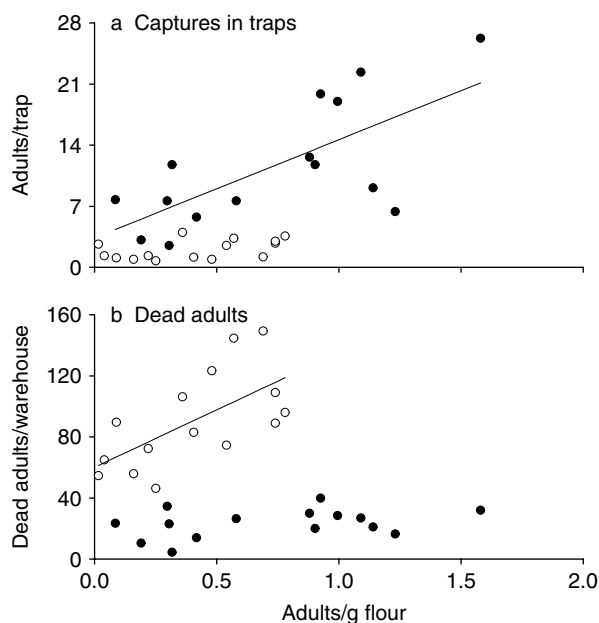 a Captures in traps
28
21
14
7
0
Adults/trap
b Dead adults
160
120
80
40
0
Dead adults/warehouse
0.0 0.5 1.0 1.5 2.0
Adults/g flour